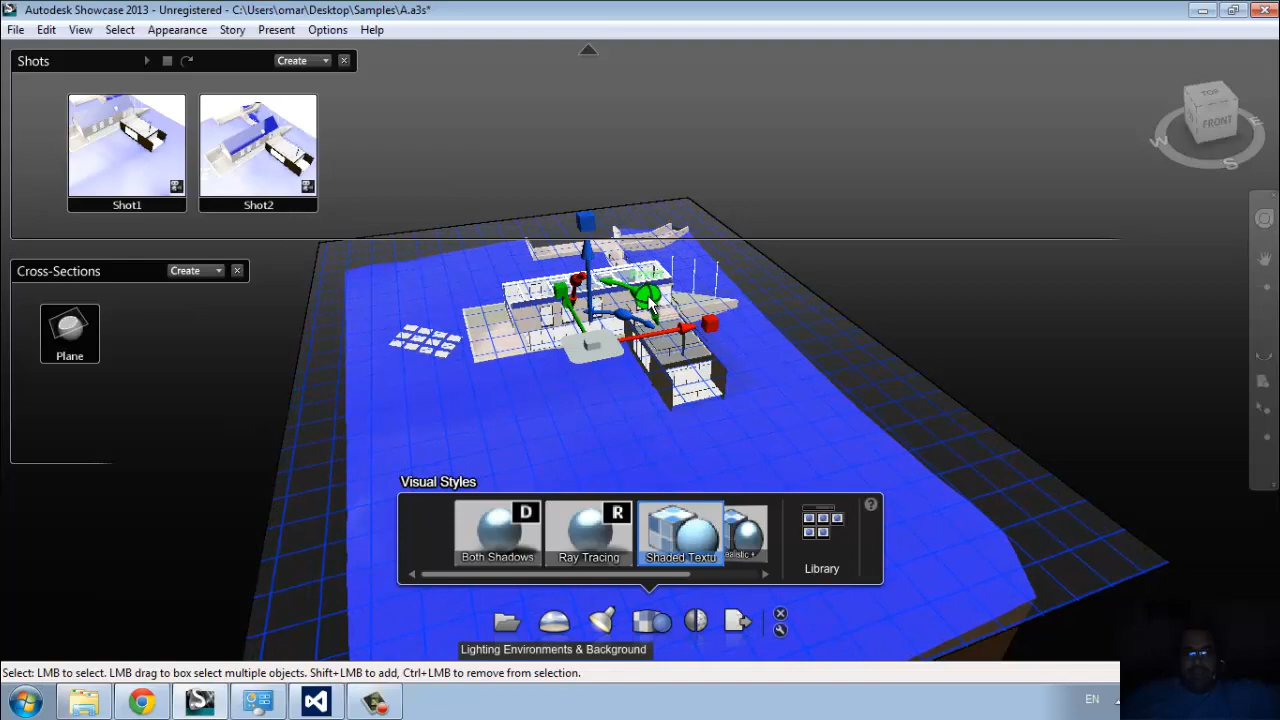 Autodesk Showcase 2013 - Unregistered - C:\Users\omar\Desktop\Samples\A.a3s*
File Edit View Select Appearance Story Present Options Help
Shots
Create
TOP
FRONT
W
E
S
Shot1
Shot2
Cross-Sections
Create
Plane
Visual Styles
D
R
Both Shadows
Ray Tracing
Shaded Textu
ealistic +
Library
Lighting Environments & Background
Select: LMB to select. LMB drag to box select multiple objects. Shift+LMB to add, Ctrl+LMB to remove from selection.
EN